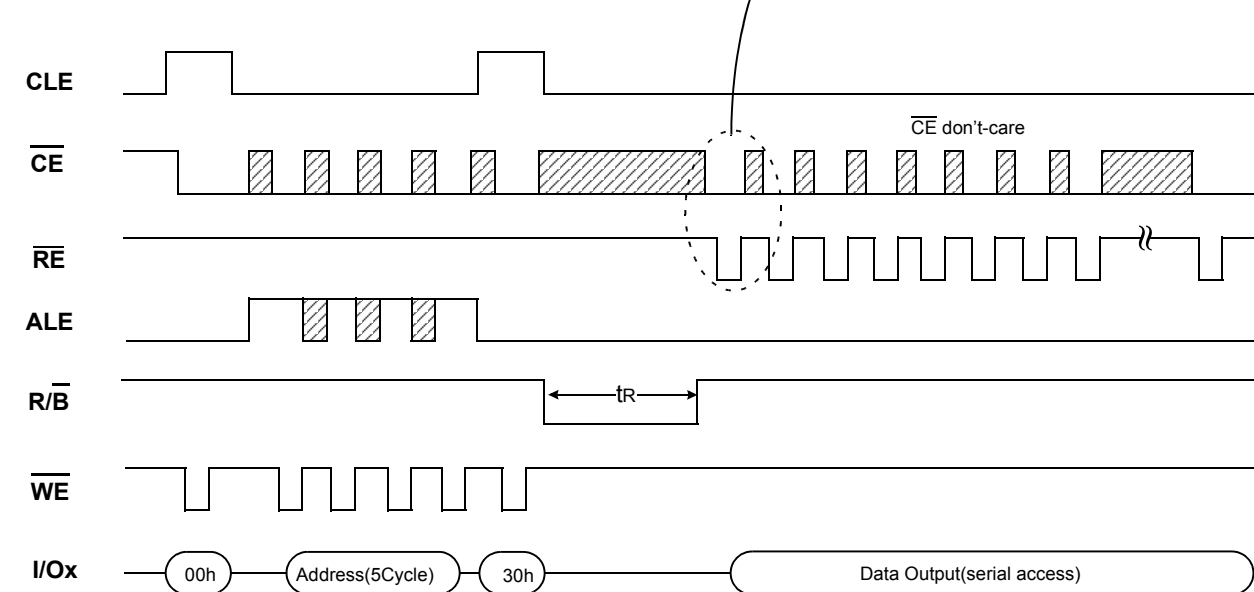 CLE
CE
CE don't-care
RE
ALE
R/B
tR
WE
I/Ox
00h
Address(5Cycle)
30h
Data Output(serial access)